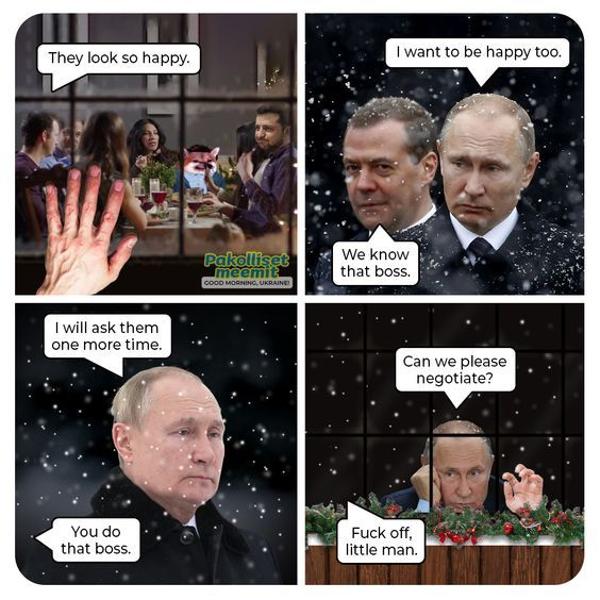 They look so happy.
Pakolliset
meemit
GOOD MORNING, UKRAINE!
I want to be happy too.
We know
that boss.
I will ask them
one more time.
You do
that boss.
Can we please
negotiate?
Fuck off,
little man.